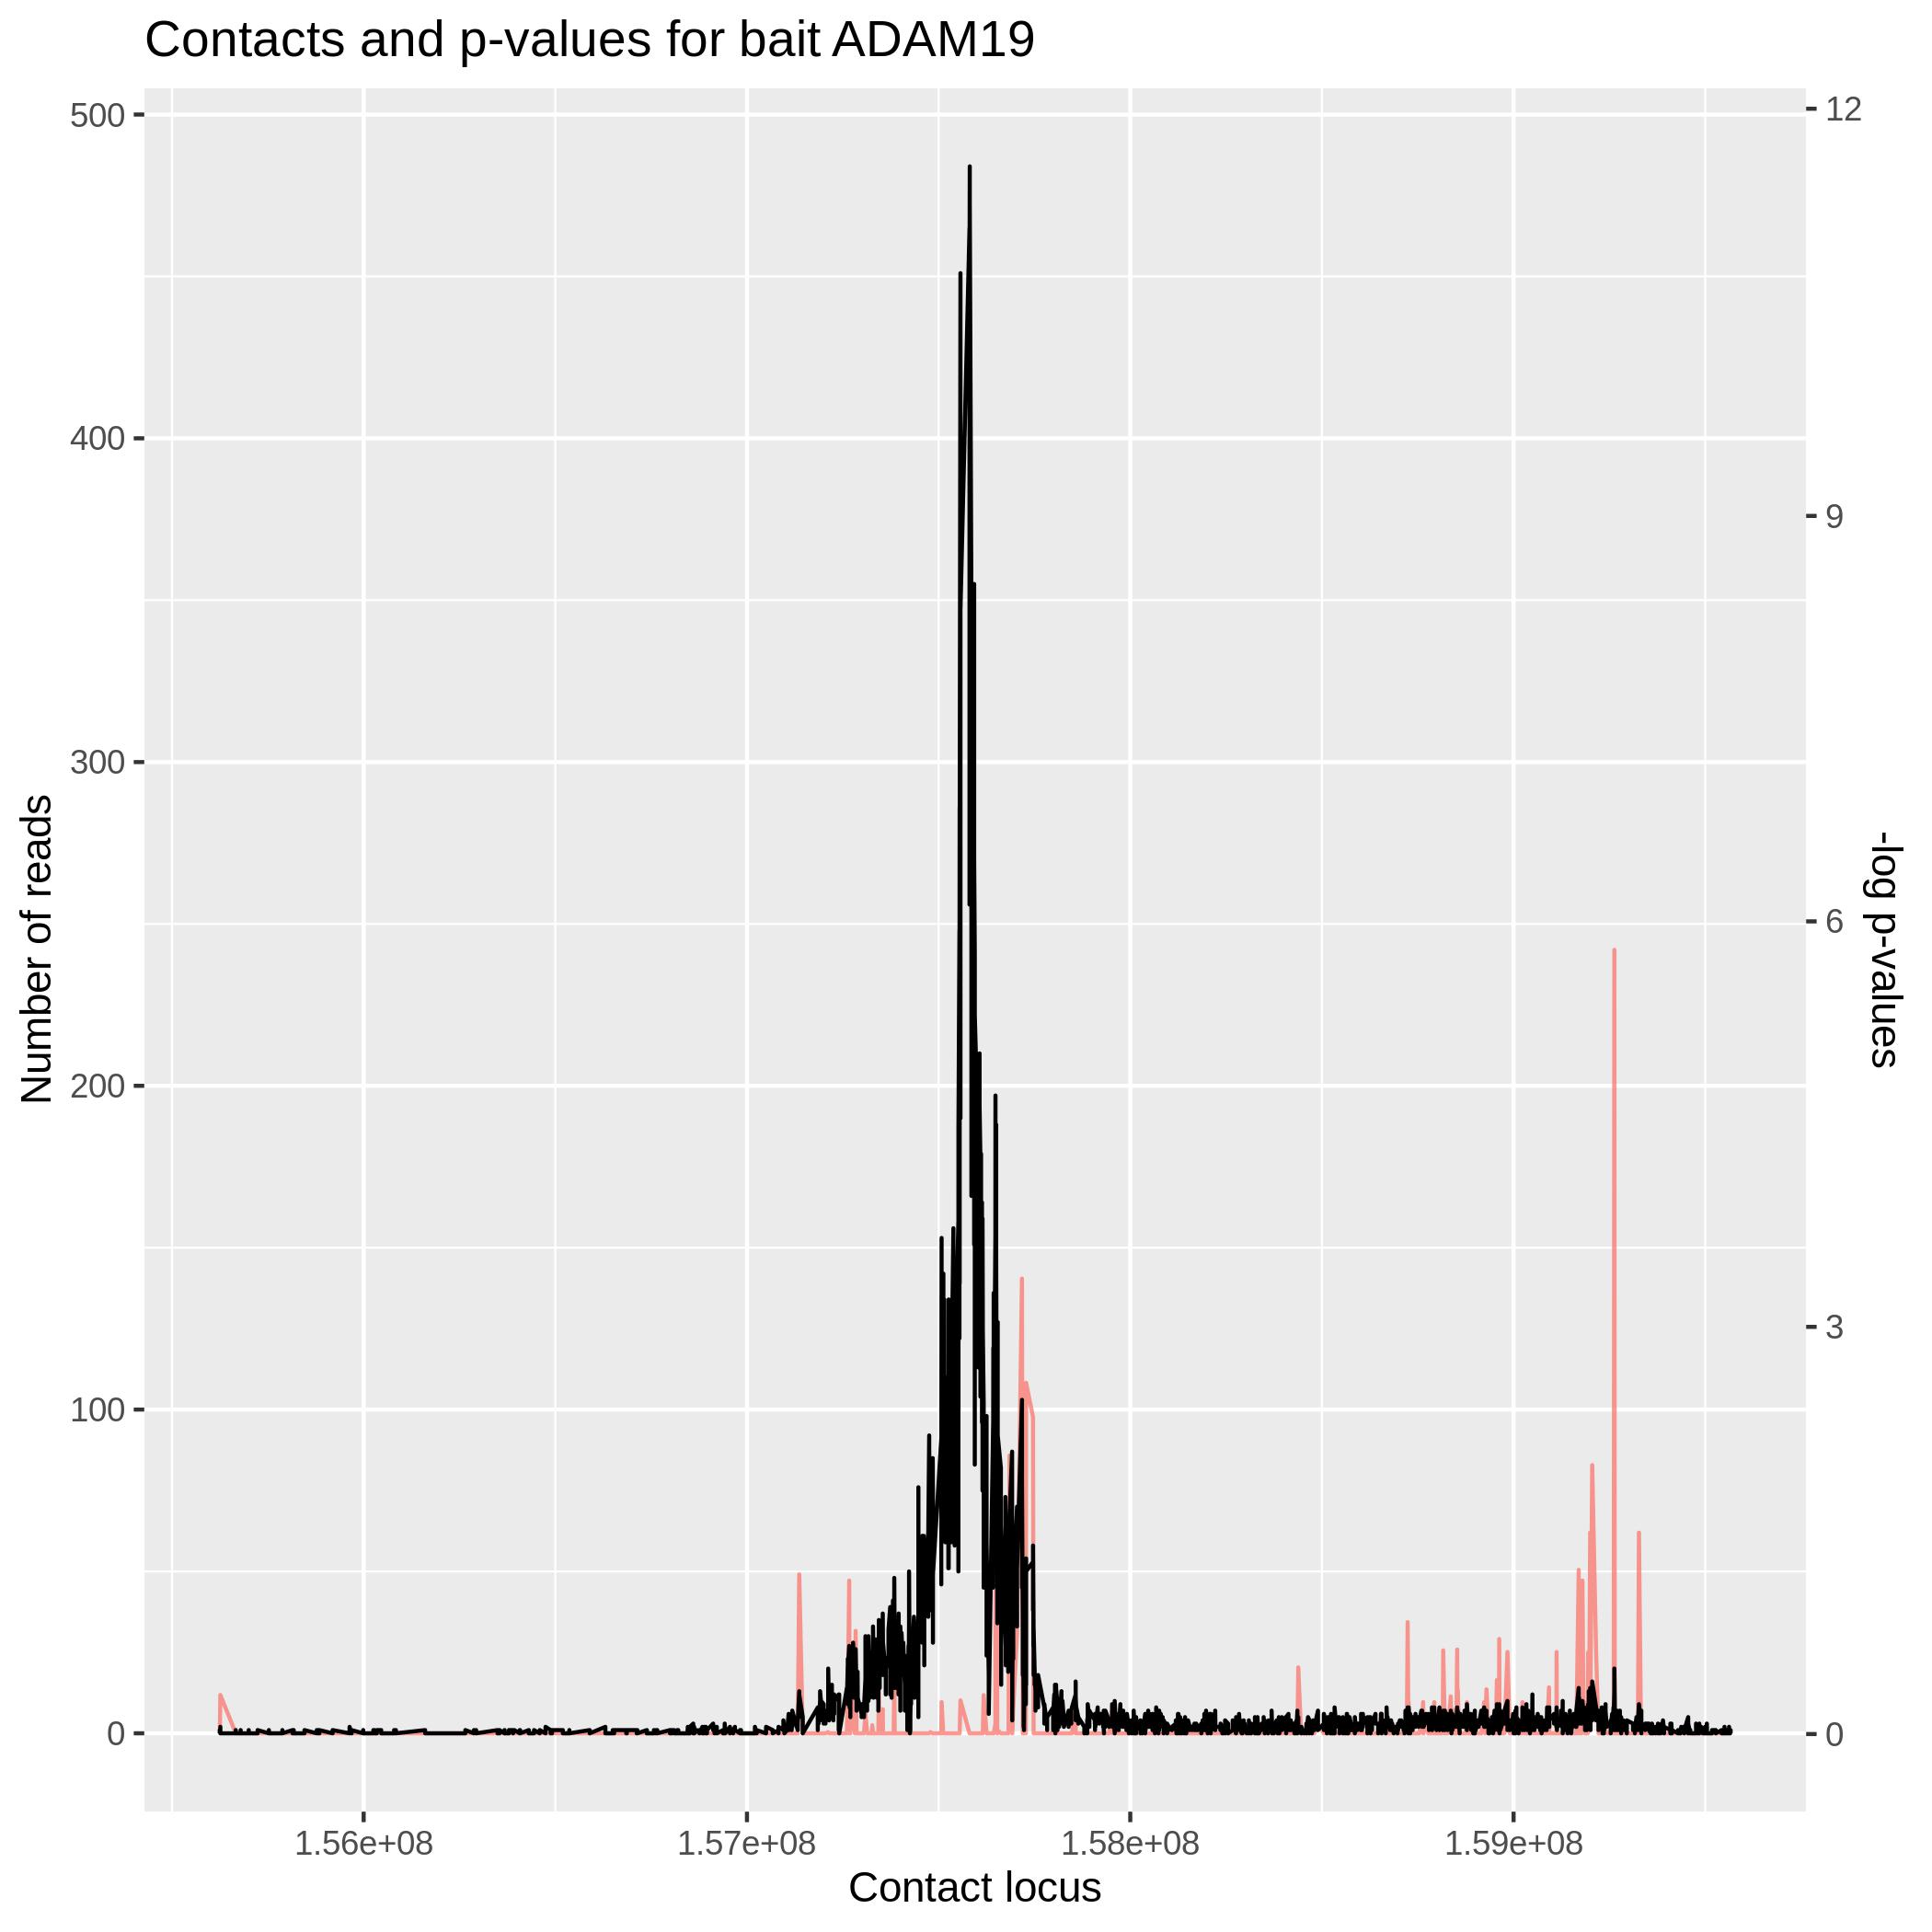 Contacts and p-values for bait ADAM19
500
400
300
200
100
0
Number of reads
12
9
6
3
0
-log p-values
1.56e+08
1.57e+08
1.58e+08
1.59e+08
Contact locus